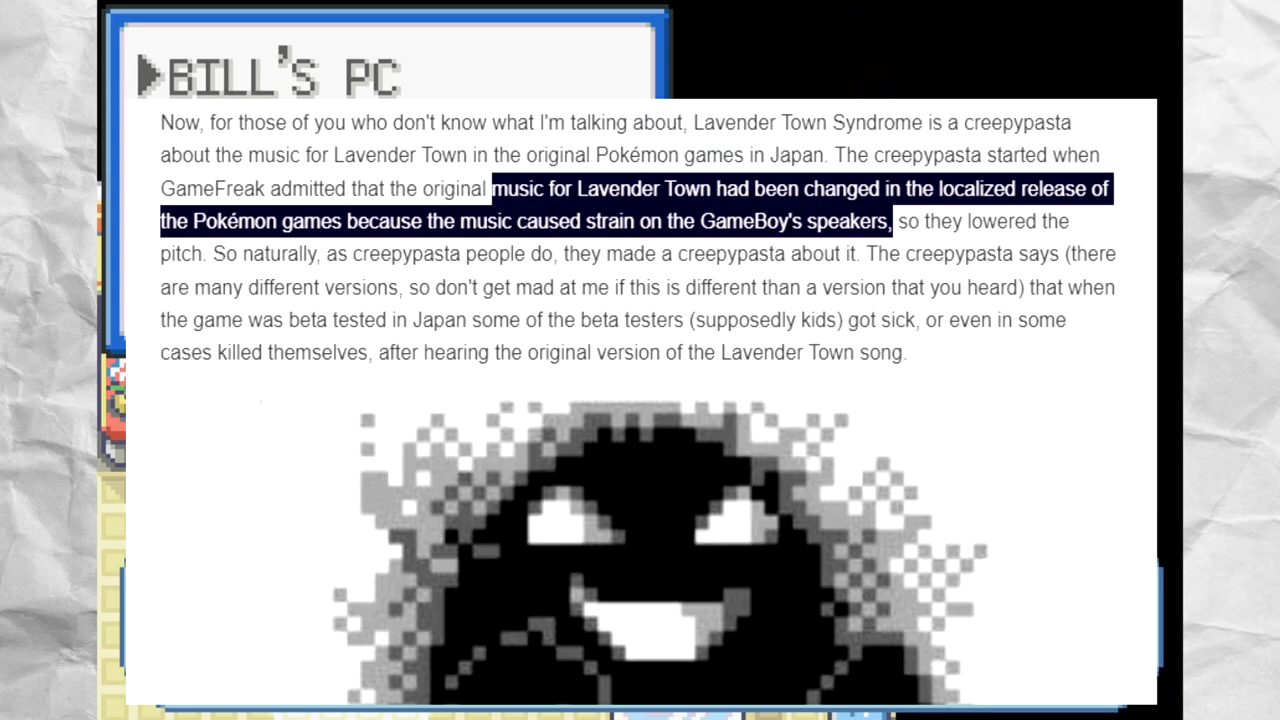 ▶BILL'S PC
Now, for those of you who don't know what I'm talking about, Lavender Town Syndrome is a creepypasta
about the music for Lavender Town in the original Pokémon games in Japan. The creepypasta started when
GameFreak admitted that the original music for Lavender Town had been changed in the localized release of
the Pokémon games because the music caused strain on the GameBoy's speakers, so they lowered the
pitch. So naturally, as creepypasta people do, they made a creepypasta about it. The creepypasta says (there
are many different versions, so don't get mad at me if this is different than a version that you heard) that when
the game was beta tested in Japan some of the beta testers (supposedly kids) got sick, or even in some
cases killed themselves, after hearing the original version of the Lavender Town song.